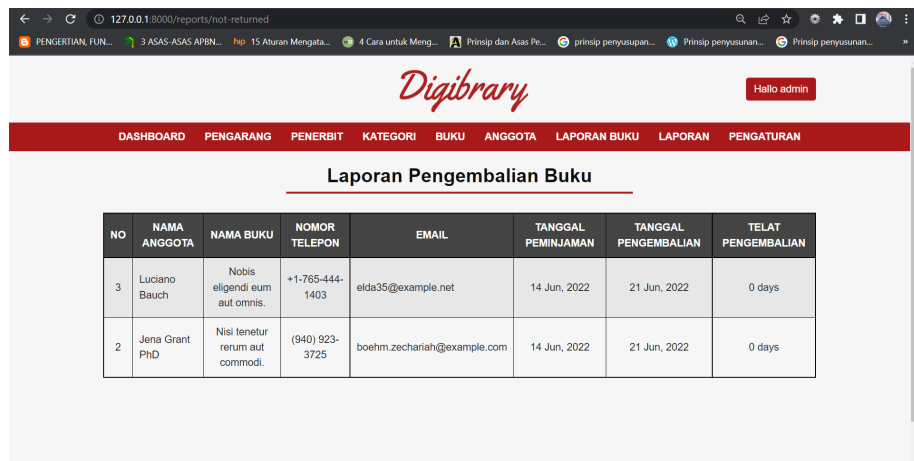 127.0.0.1:8000/reports/not-returned
PENGERTIAN, FUN... 3 ASAS-ASAS APBN... hip 15 Aturan Mengata... 4 Cara untuk Meng... Prinsip dan Asas Pe... prinsip penyusupan... Prinsip penyusunan... Prinsip penyusunan... »
Digibrary
Hallo admin
DASHBOARD PENGARANG PENERBIT KATEGORI BUKU ANGGOTA LAPORAN BUKU LAPORAN PENGATURAN
Laporan Pengembalian Buku
NO NAMA ANGGOTA NAMA BUKU NOMOR TELEPON EMAIL TANGGAL PEMINJAMAN TANGGAL PENGEMBALIAN TELAT PENGEMBALIAN
3 Luciano Bauch Nobis eligendi eum aut omnis. +1-765-444-1403 elda35@example.net 14 Jun, 2022 21 Jun, 2022 0 days
2 Jena Grant PhD Nisi tenetur rerum aut commodi. (940) 923-3725 boehm.zechariah@example.com 14 Jun, 2022 21 Jun, 2022 0 days